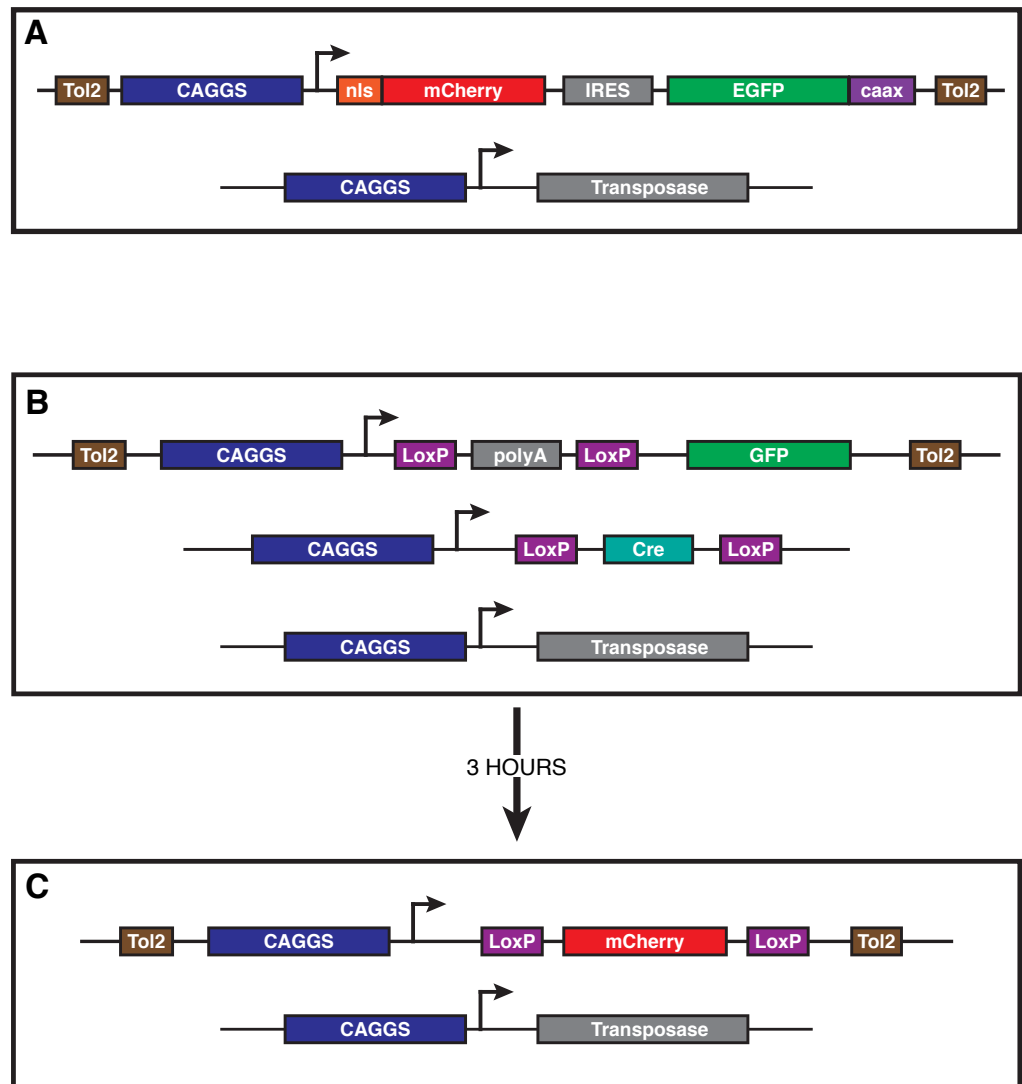 A
Tol2 CAGGS nls mCherry IRES EGFP caax Tol2
CAGGS Transposase
B
Tol2 CAGGS LoxP polyA LoxP GFP Tol2
CAGGS LoxP Cre LoxP
CAGGS Transposase
3 HOURS
C
Tol2 CAGGS LoxP mCherry LoxP Tol2
CAGGS Transposase